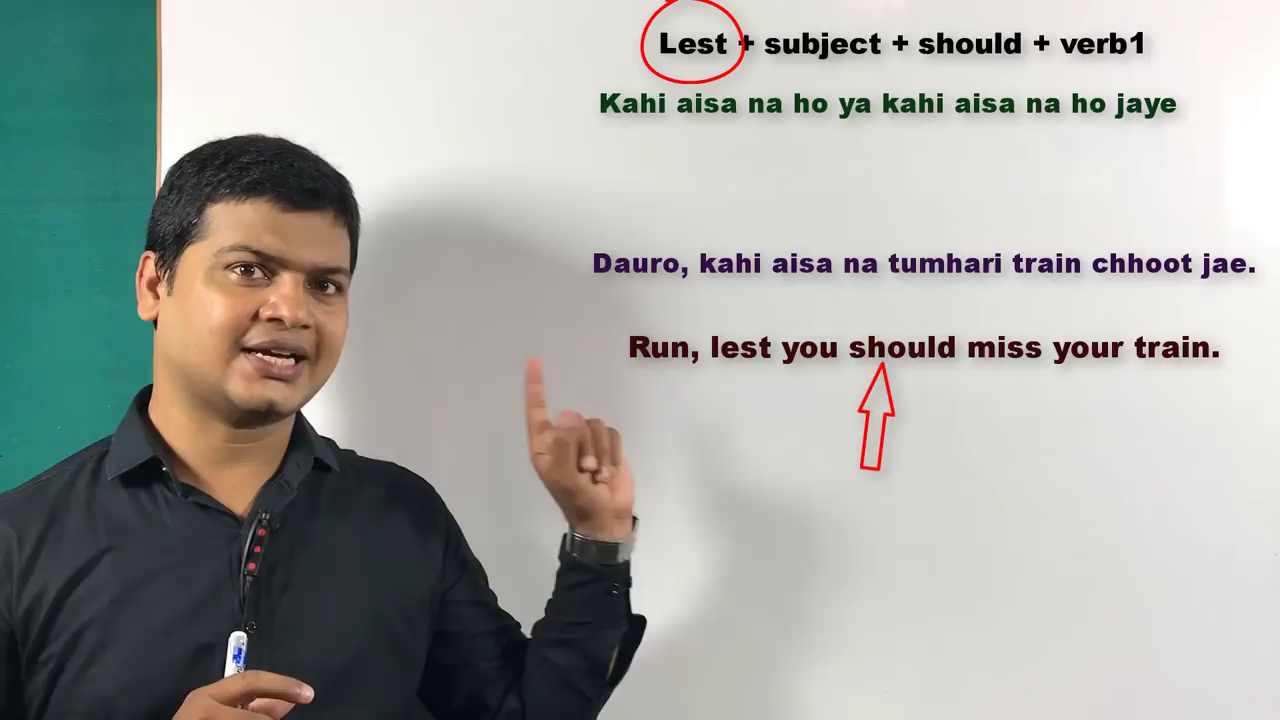 Lest + subject + should + verb1
Kahi aisa na ho ya kahi aisa na ho jaye
Dauro, kahi aisa na tumhari train chhoot jae.
Run, lest you should miss your train.